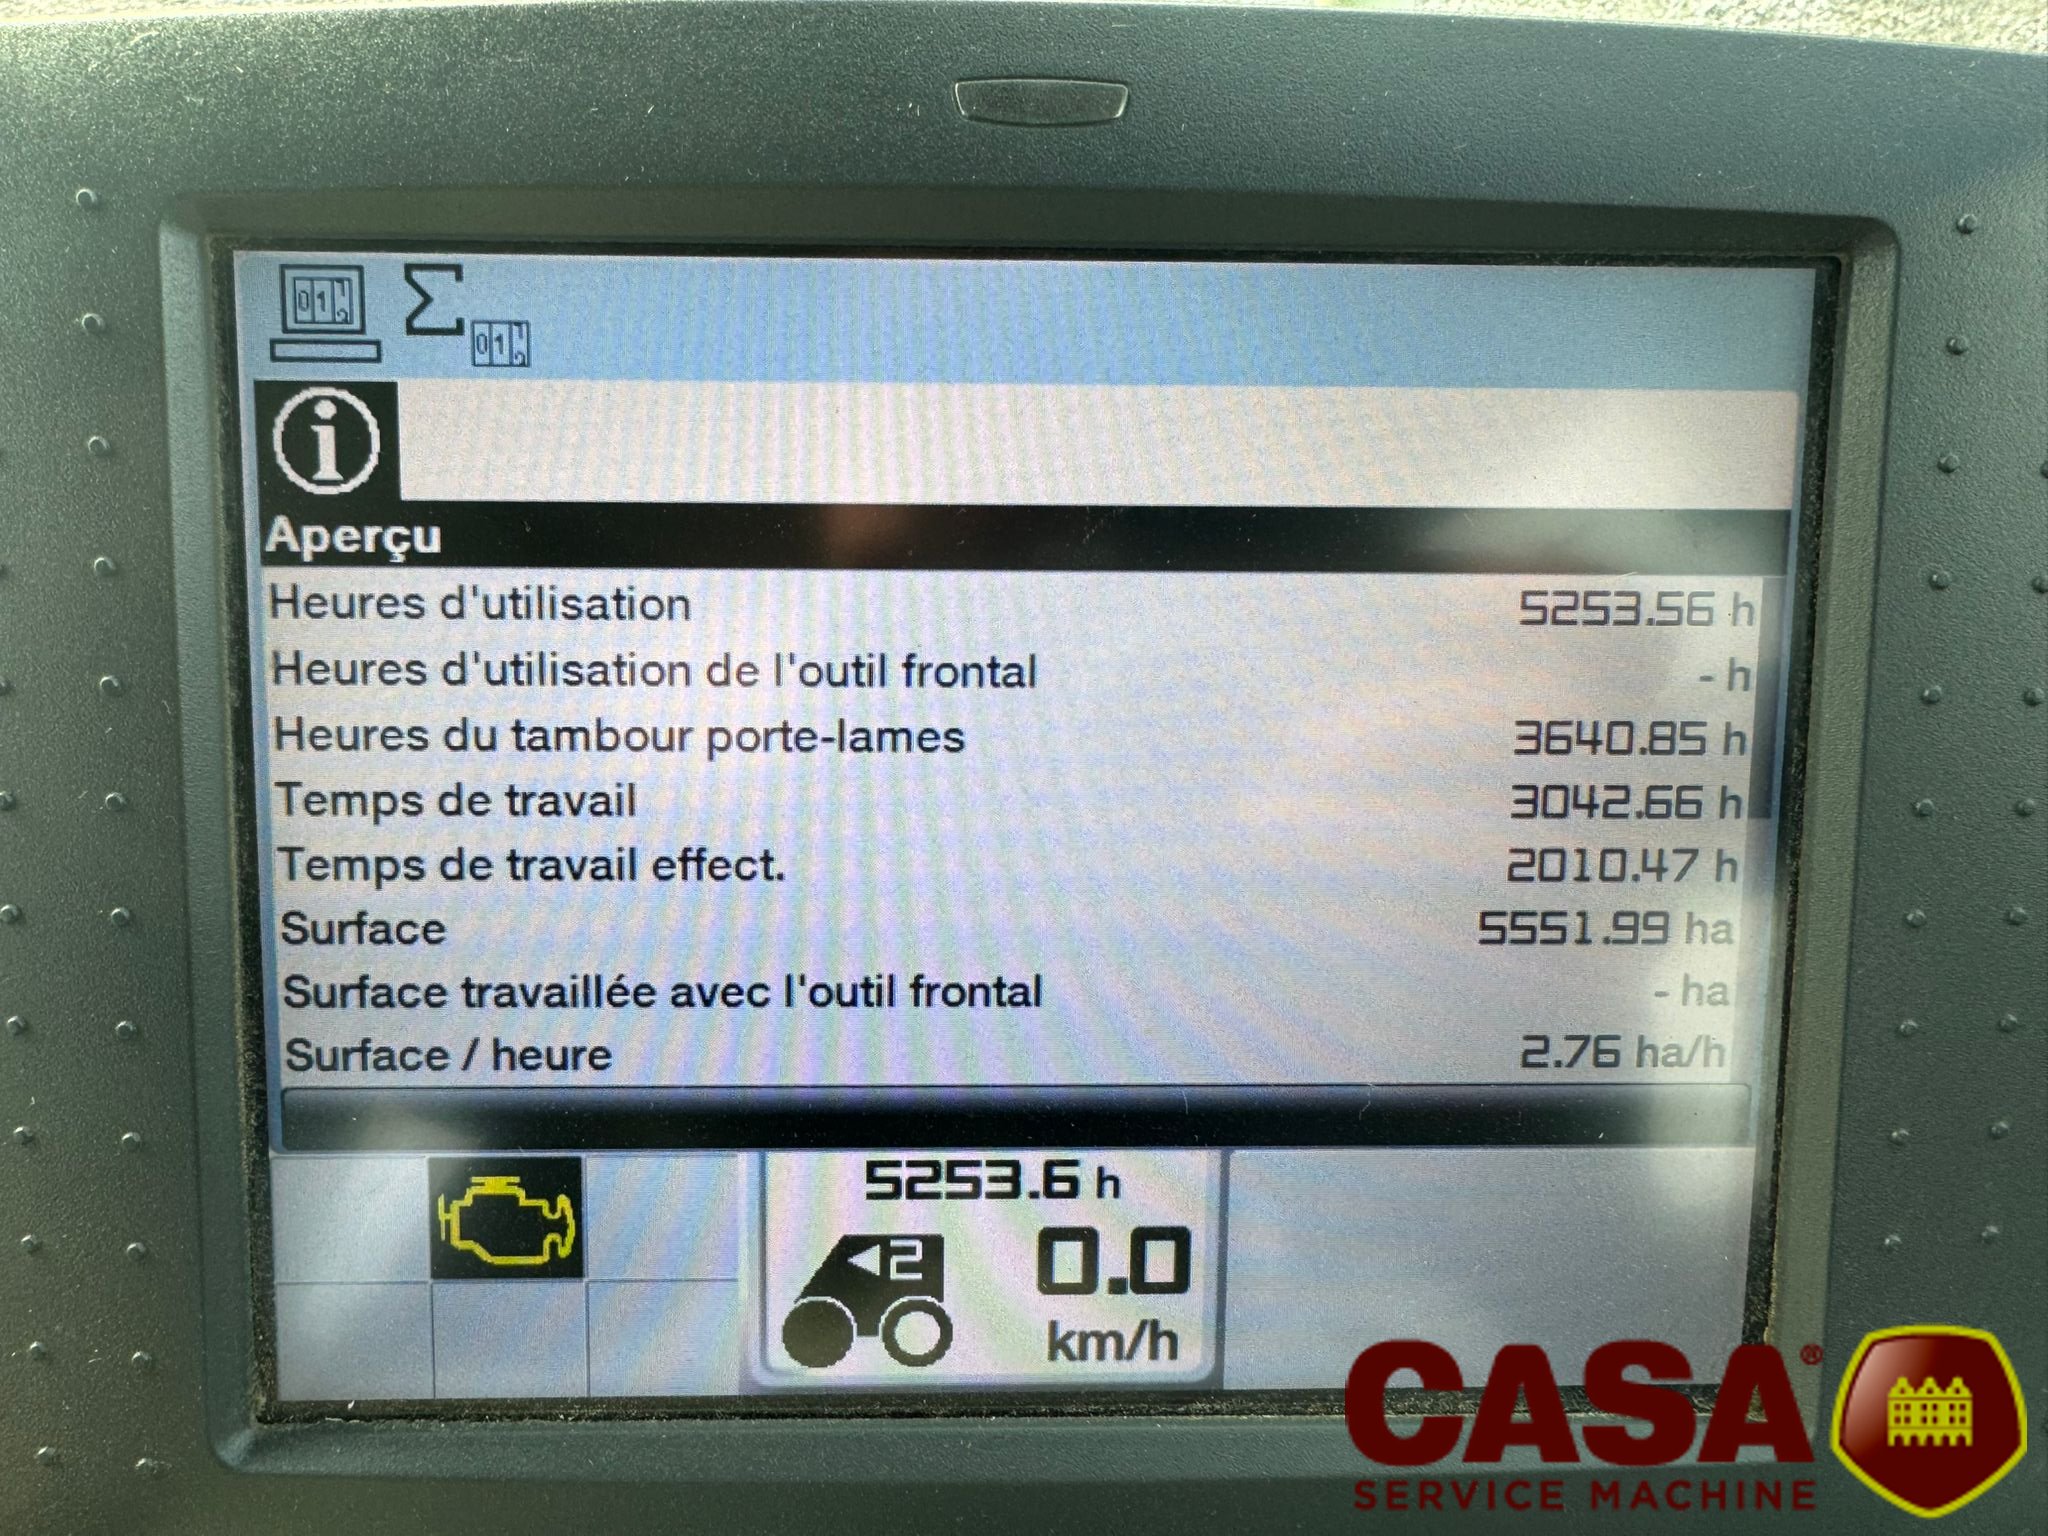 Aperçu
Heures d'utilisation 5253.56 h
Heures d'utilisation de l'outil frontal - h
Heures du tambour porte-lames 3640.85 h
Temps de travail 3042.66 h
Temps de travail effect. 2010.47 h
Surface 5551.99 ha
Surface travaillée avec l'outil frontal - ha
Surface / heure 2.76 ha/h
5253.6 h
2
0.0
km/h
CASA®
SERVICE MACHINE